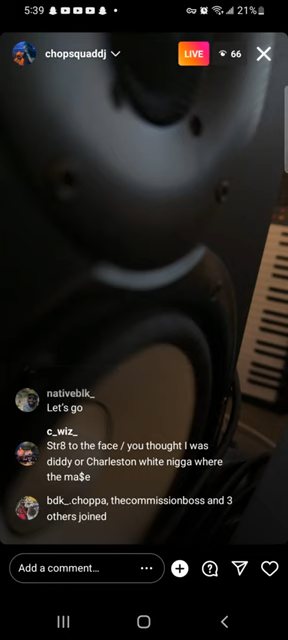 5:39
21%
chopsquaddj
LIVE
66
nativeblk_
Let's go
c_wiz_
Str8 to the face / you thought I was
diddy or Charleston white nigga where
the ma$e
bdk_.choppa, thecommissionboss and 3
others joined
Add a comment...